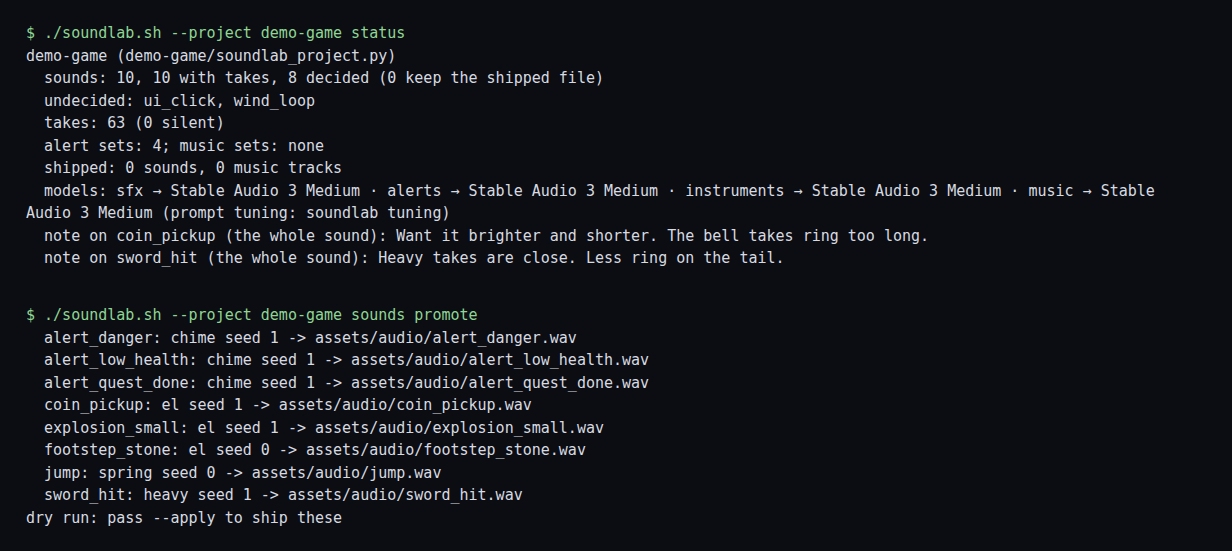 $ ./soundlab.sh --project demo-game status
demo-game (demo-game/soundlab_project.py)
sounds: 10, 10 with takes, 8 decided (0 keep the shipped file)
undecided: ui_click, wind_loop
takes: 63 (0 silent)
alert sets: 4; music sets: none
shipped: 0 sounds, 0 music tracks
models: sfx → Stable Audio 3 Medium · alerts → Stable Audio 3 Medium · instruments → Stable Audio 3 Medium · music → Stable
Audio 3 Medium (prompt tuning: soundlab tuning)
note on coin_pickup (the whole sound): Want it brighter and shorter. The bell takes ring too long.
note on sword_hit (the whole sound): Heavy takes are close. Less ring on the tail.
$ ./soundlab.sh --project demo-game sounds promote
alert_danger: chime seed 1 -> assets/audio/alert_danger.wav
alert_low_health: chime seed 1 -> assets/audio/alert_low_health.wav
alert_quest_done: chime seed 1 -> assets/audio/alert_quest_done.wav
coin_pickup: el seed 1 -> assets/audio/coin_pickup.wav
explosion_small: el seed 1 -> assets/audio/explosion_small.wav
footstep_stone: el seed 0 -> assets/audio/footstep_stone.wav
jump: spring seed 0 -> assets/audio/jump.wav
sword_hit: heavy seed 1 -> assets/audio/sword_hit.wav
dry run: pass --apply to ship these